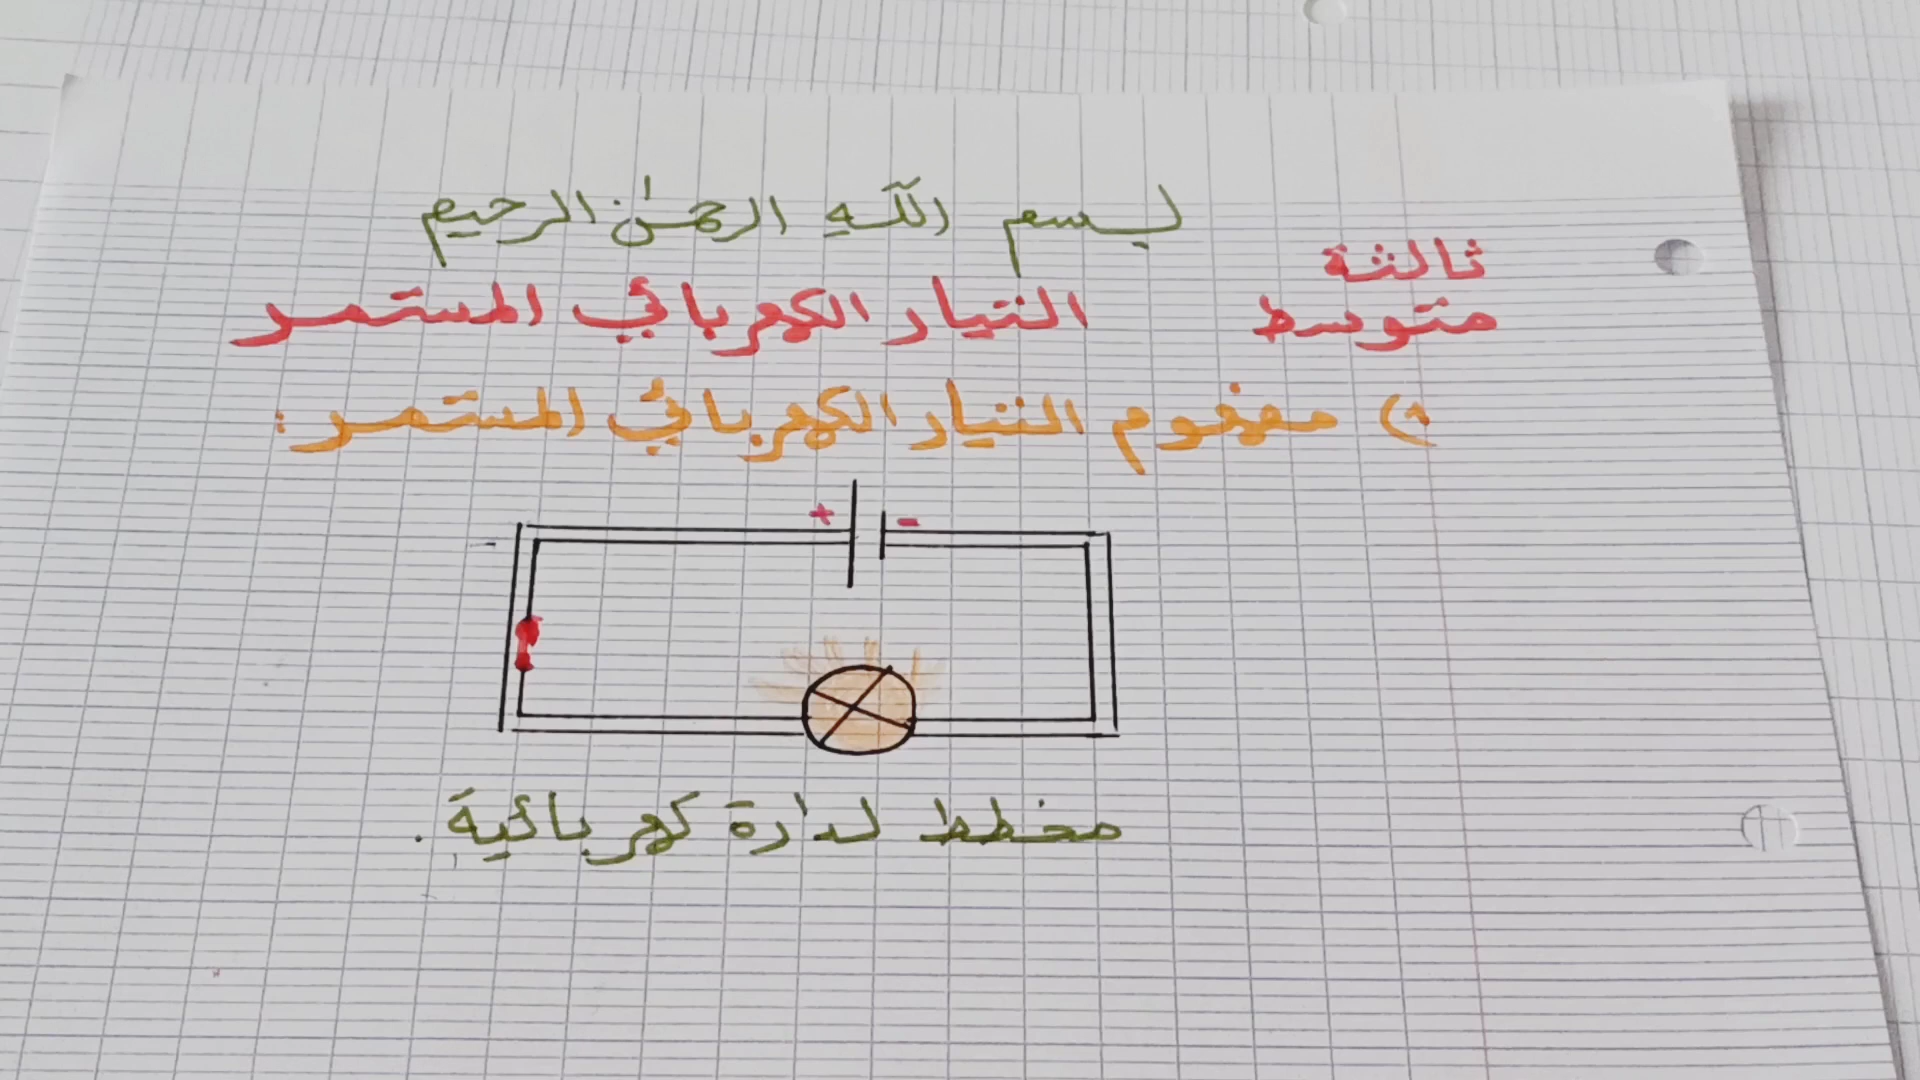 بسم الله الرحمن الرحيم
ثالثة
متوسط
التيار الكهربائي المستمر
1) مفهوم التيار الكهربائي المستمر:
+ -
مخطط لدارة كهربائية.